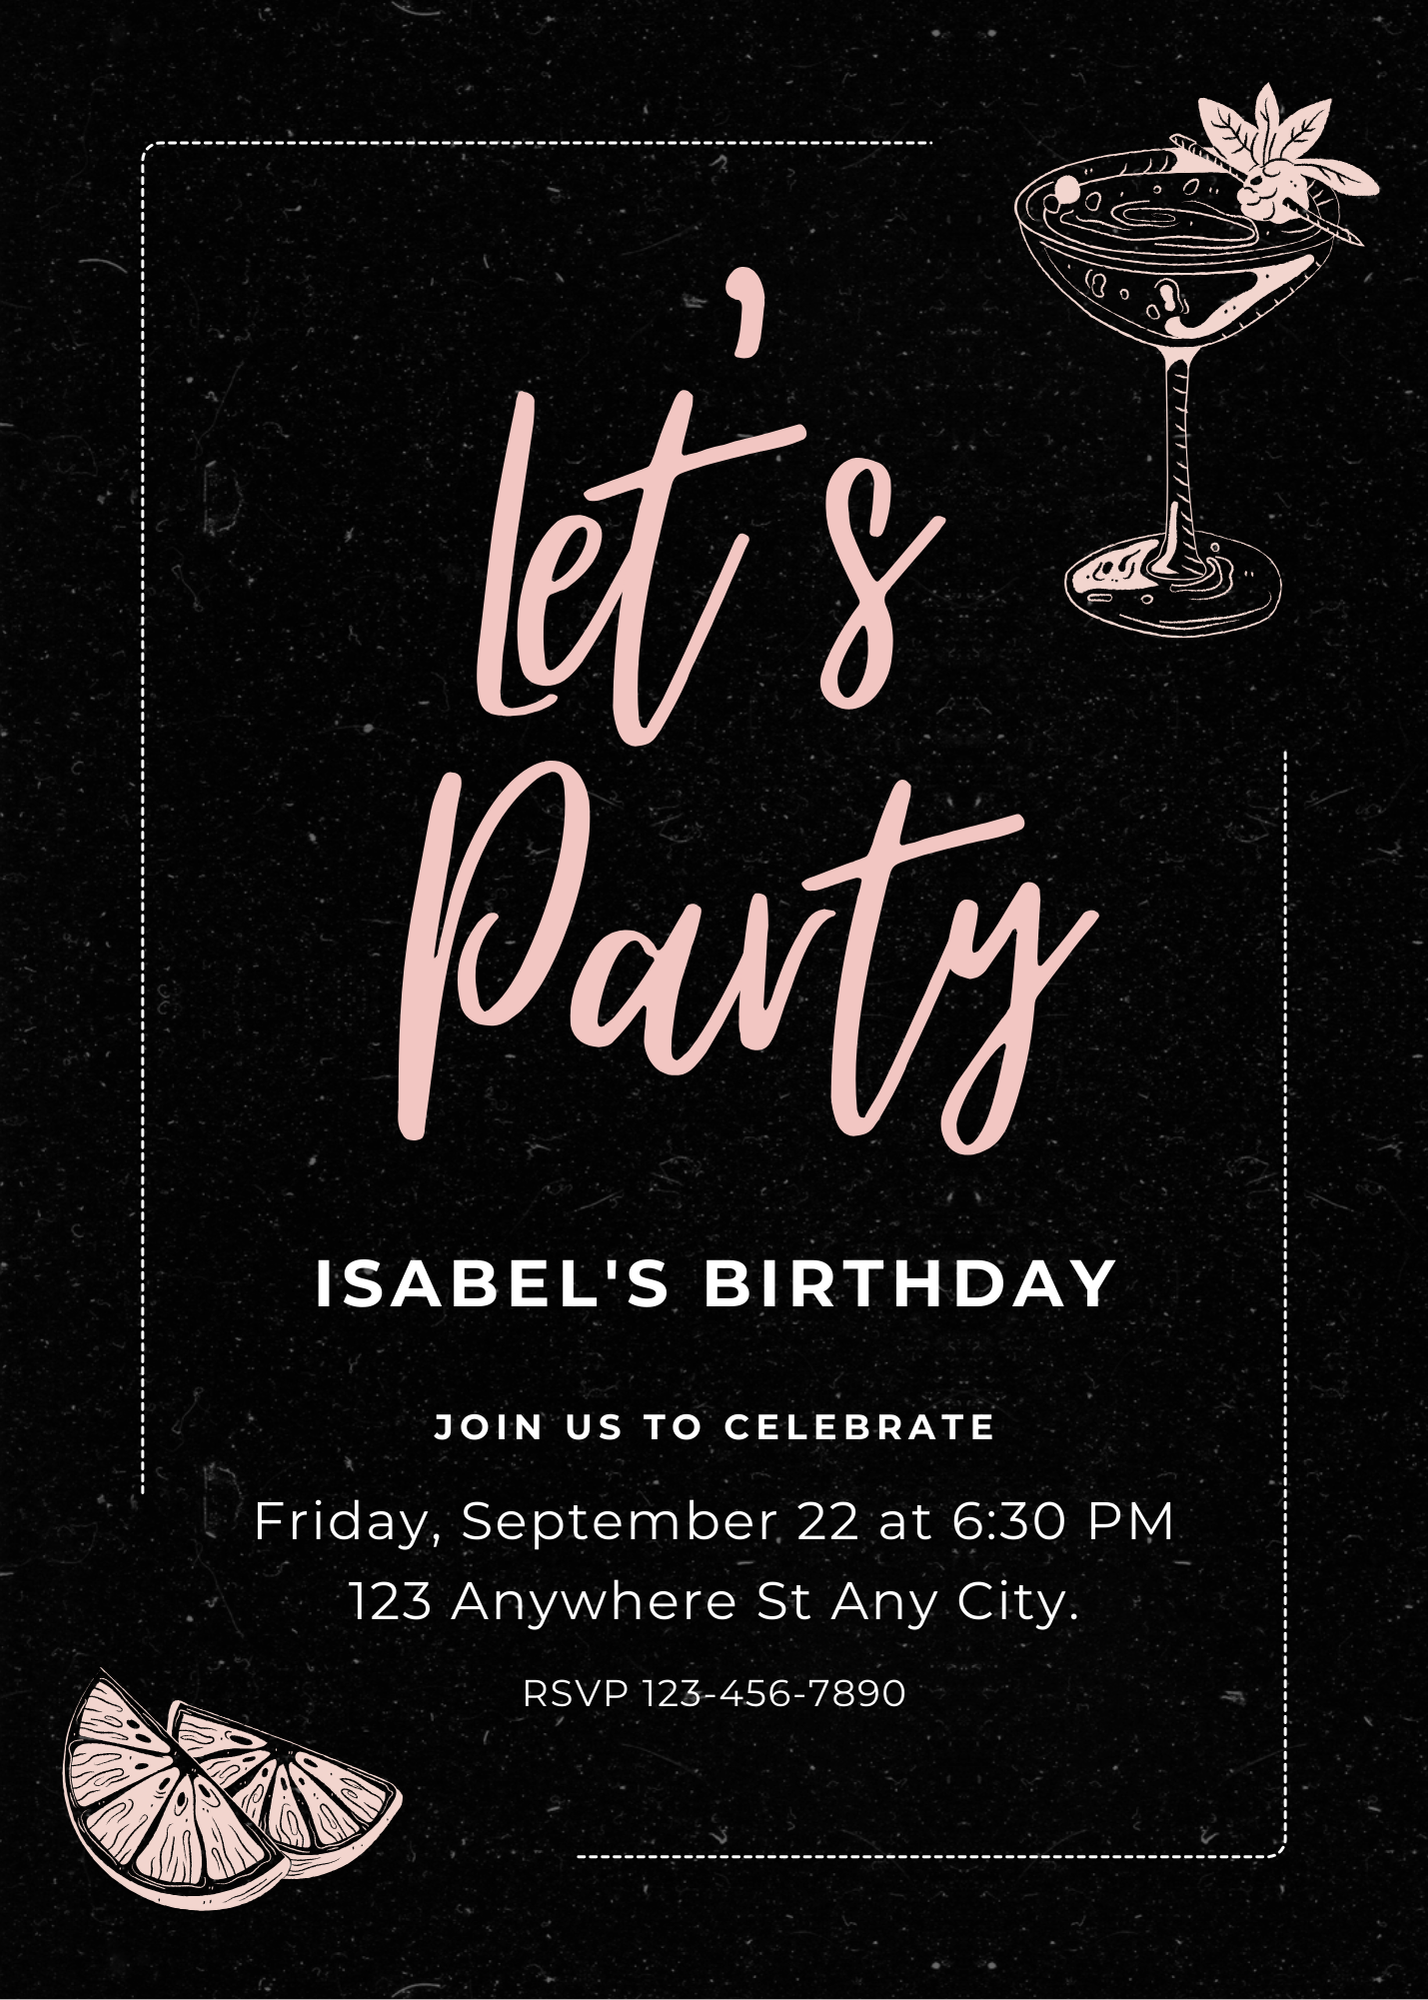 let's
Party
ISABEL'S BIRTHDAY
JOIN US TO CELEBRATE
Friday, September 22 at 6:30 PM
123 Anywhere St Any City.
RSVP 123-456-7890